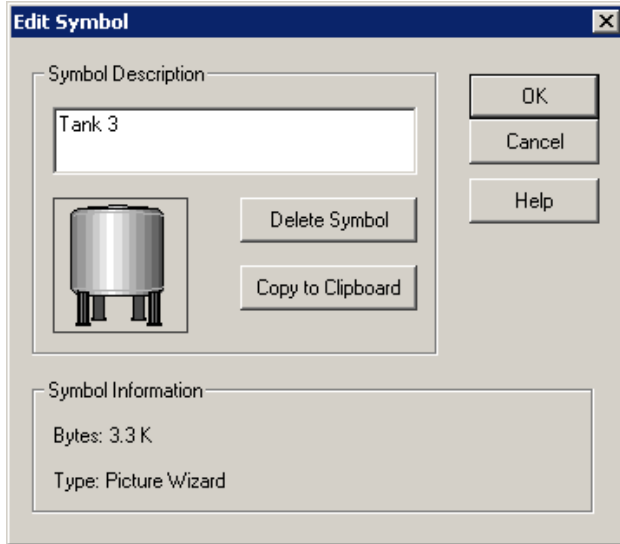 Edit Symbol
Symbol Description
Tank 3
OK
Cancel
Help
Delete Symbol
Copy to Clipboard
Symbol Information
Bytes: 3.3 K
Type: Picture Wizard